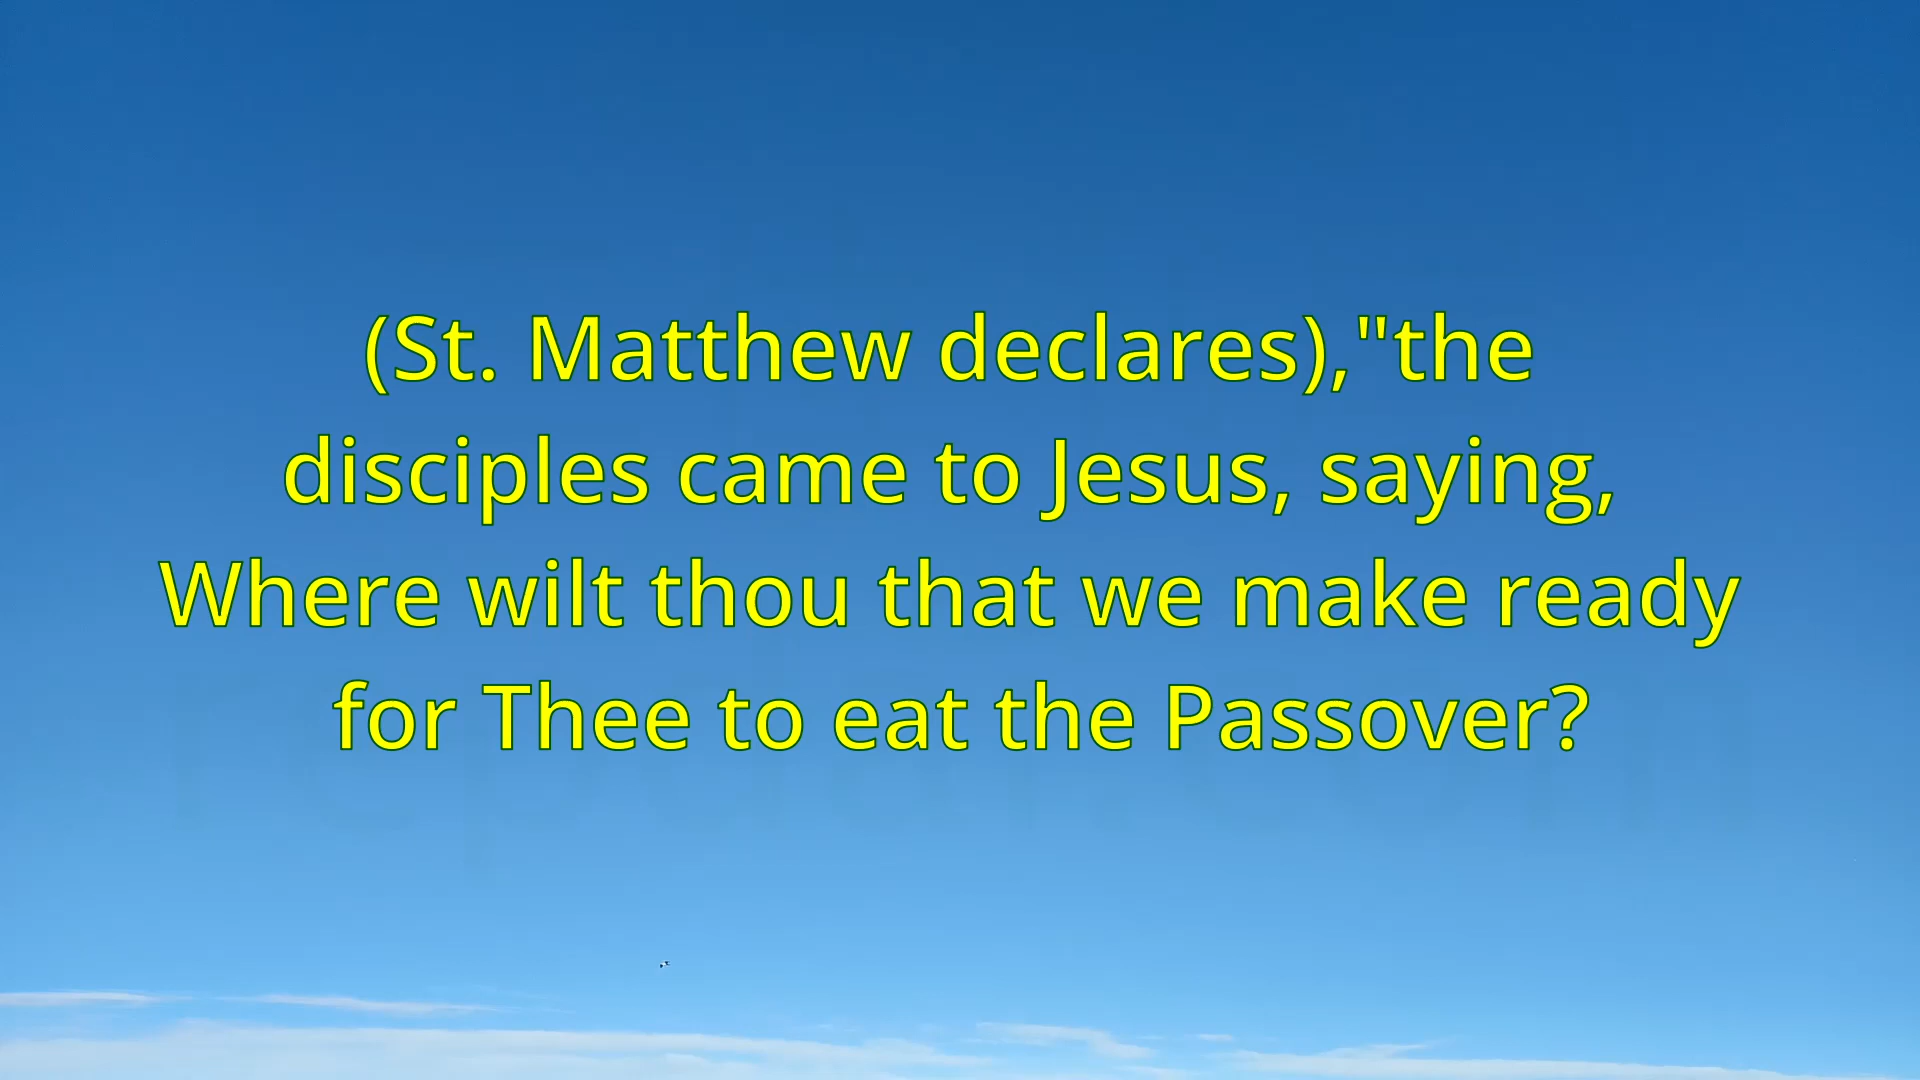 (St. Matthew declares),"the
disciples came to Jesus, saying,
Where wilt thou that we make ready
for Thee to eat the Passover?